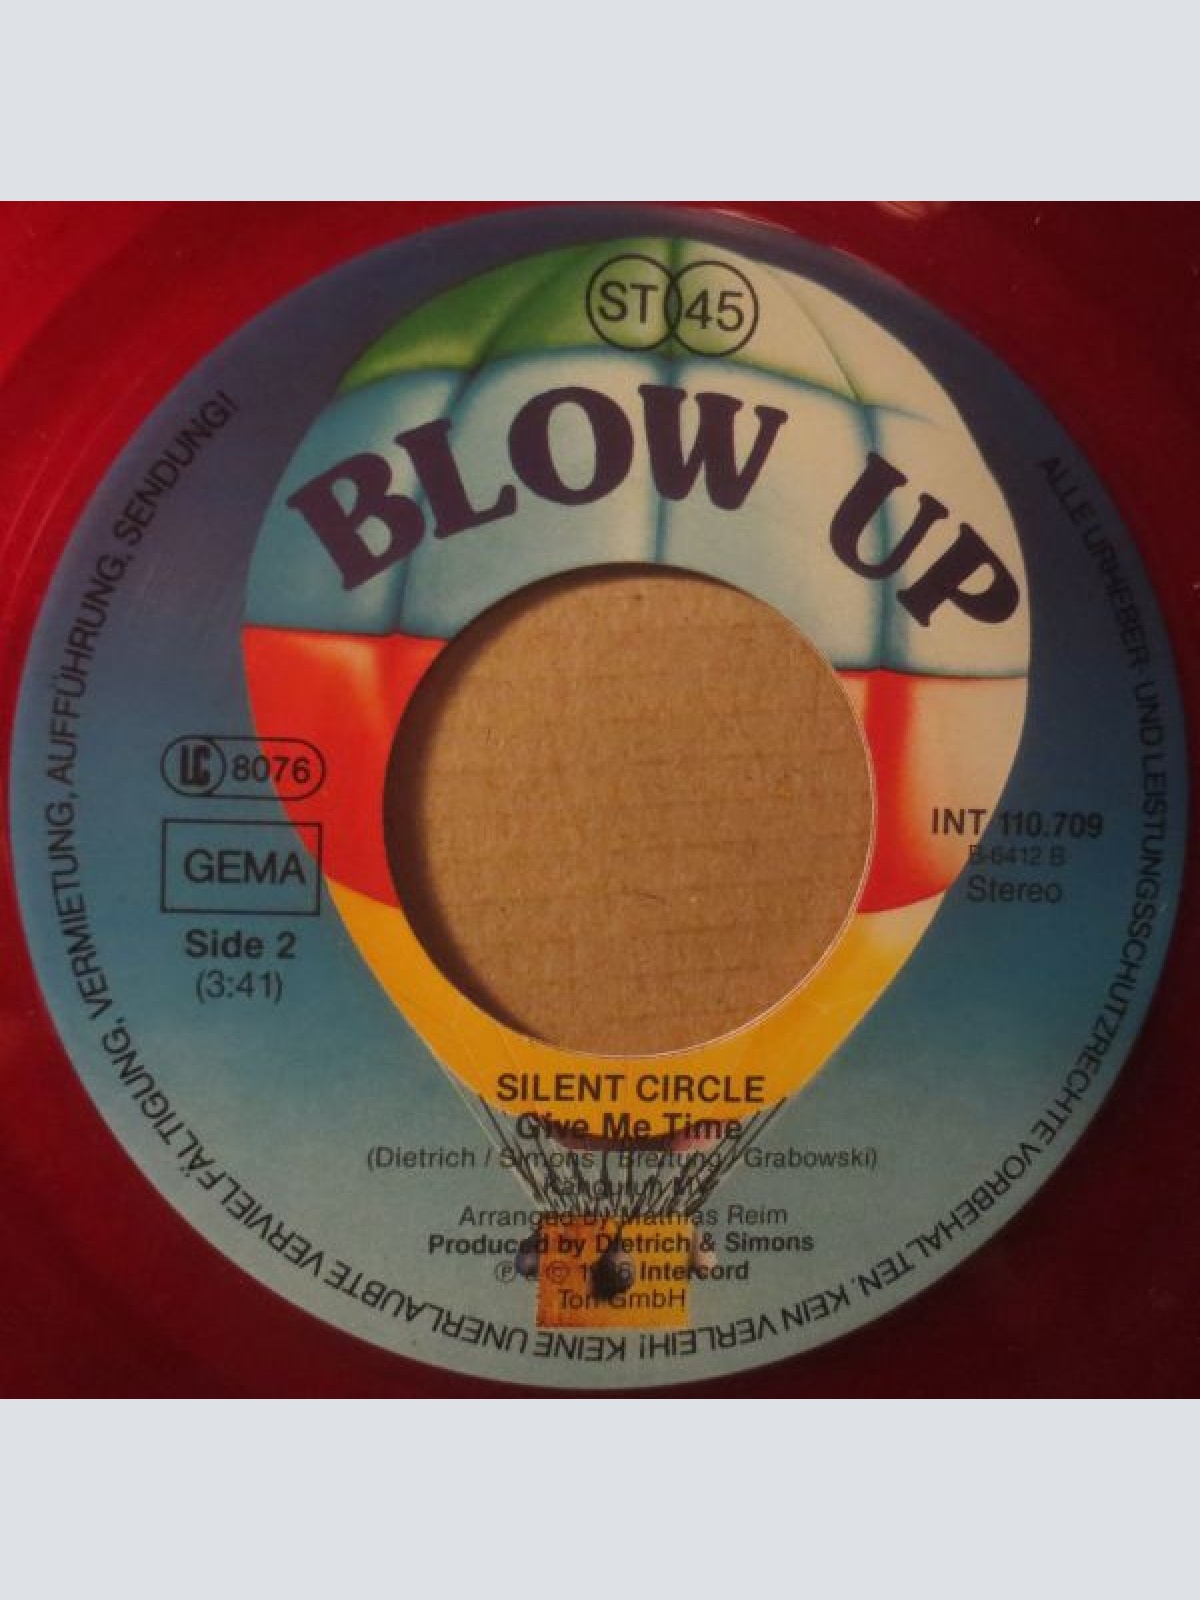 ST 45
BLOW UP
ALLE URHEBER- UND LEISTUNGSSCHUTZRECHTE VORBEHALTEN. KEIN VERLEIH! KEINE UNERLAUBTE VERVIELFÄLTIGUNG, VERMIETUNG, AUFFÜHRUNG, SENDUNG!
LC 8076
GEMA
Side 2
(3:41)
INT 110.709
B-6412 B
Stereo
SILENT CIRCLE
Give Me Time
(Dietrich / Simons / Breitung / Grabowski)
Arranged by Mathias Reim
Produced by Dietrich & Simons
Ⓟ & © Intercord
Ton GmbH